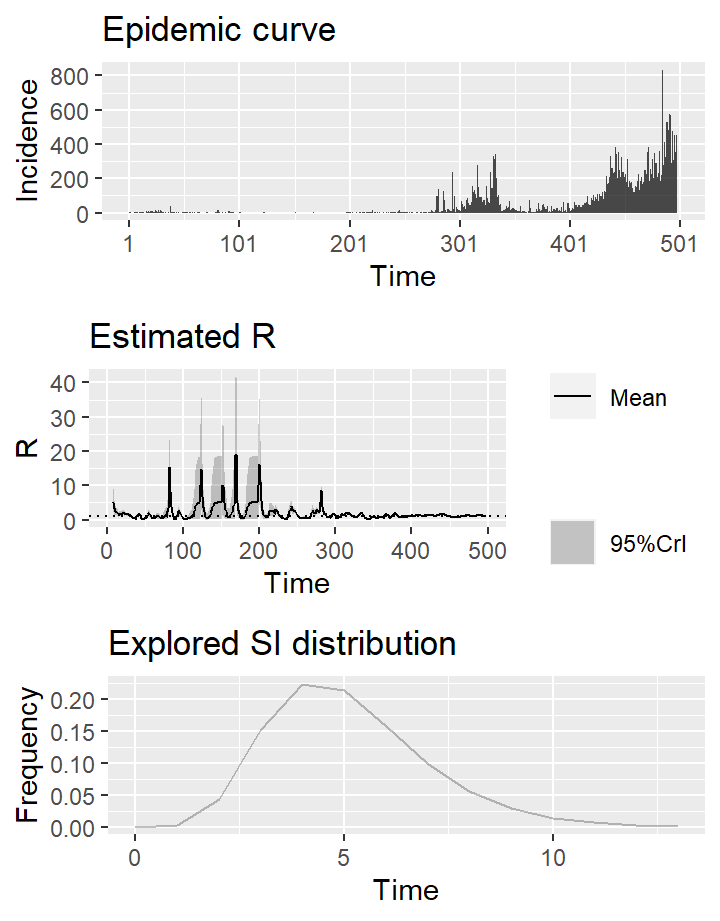 Epidemic curve
Incidence
800
600
400
200
0
1 101 201 301 401 501
Time
Estimated R
R
40
30
20
10
0
0 100 200 300 400 500
Time
Mean
95%CrI
Explored SI distribution
Frequency
0.20
0.15
0.10
0.05
0.00
0 5 10
Time